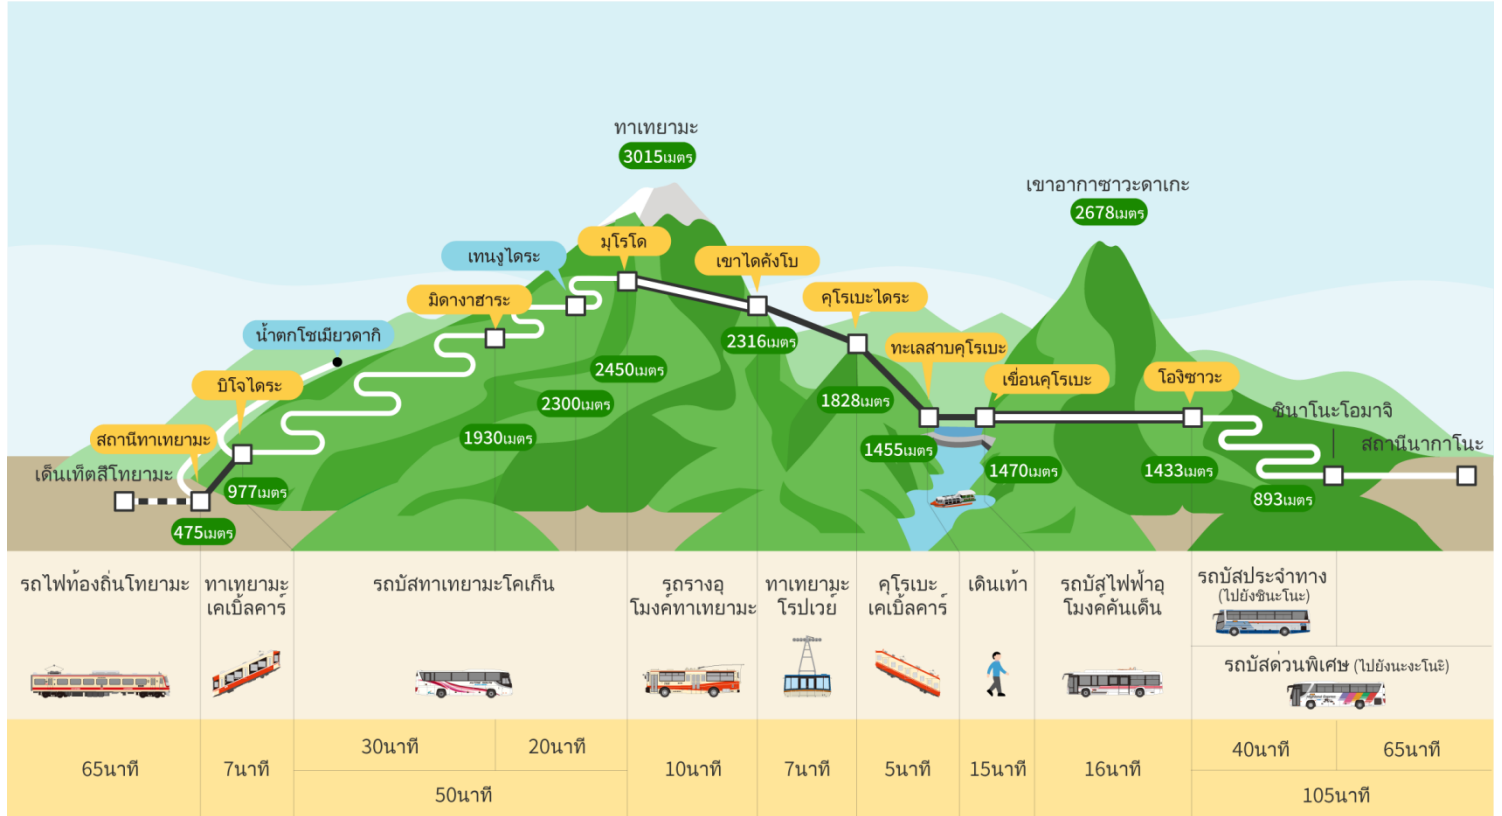 ทาเทยามะ
3015เมตร
เขาอากาซาวะดาเกะ
2678เมตร
มุโรโด
เทนงูไดระ
เขาไดคังโบ
มิดางาฮาระ
คุโรเบะไดระ
น้ำตกโชเมียวดากิ
2316เมตร
ทะเลสาบคุโรเบะ
2450เมตร
บิโจไดระ
เขื่อนคุโรเบะ
โองิซาวะ
1828เมตร
2300เมตร
ชินาโนะโอมาจิ
สถานีทาเทยามะ
1930เมตร
สถานีนากาโนะ
1455เมตร
เด็นเท็ตสึโทยามะ
1470เมตร
1433เมตร
977เมตร
893เมตร
475เมตร
รถไฟท้องถิ่นโทยามะ
ทาเทยามะ
เคเบิ้ลคาร์
รถบัสทาเทยามะโคเก็น
รถรางอุ
โมงค์ทาเทยามะ
ทาเทยามะ
โรปเวย์
คุโรเบะ
เคเบิ้ลคาร์
เดินเท้า
รถบัสไฟฟ้าอุ
โมงค์คันเด็น
รถบัสประจำทาง
(ไปยังชินะโนะ)
รถบัสด่วนพิเศษ (ไปยังนะงะโนะ)
30นาที
20นาที
40นาที
65นาที
65นาที
7นาที
10นาที
7นาที
5นาที
15นาที
16นาที
50นาที
105นาที